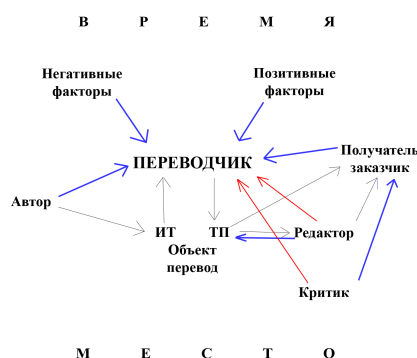 В Р Е М Я
Негативные
факторы
Позитивные
факторы
ПЕРЕВОДЧИК
Получатель
заказчик
Автор
ИТ
ТП
Редактор
Объект
перевод
Критик
М Е С Т О